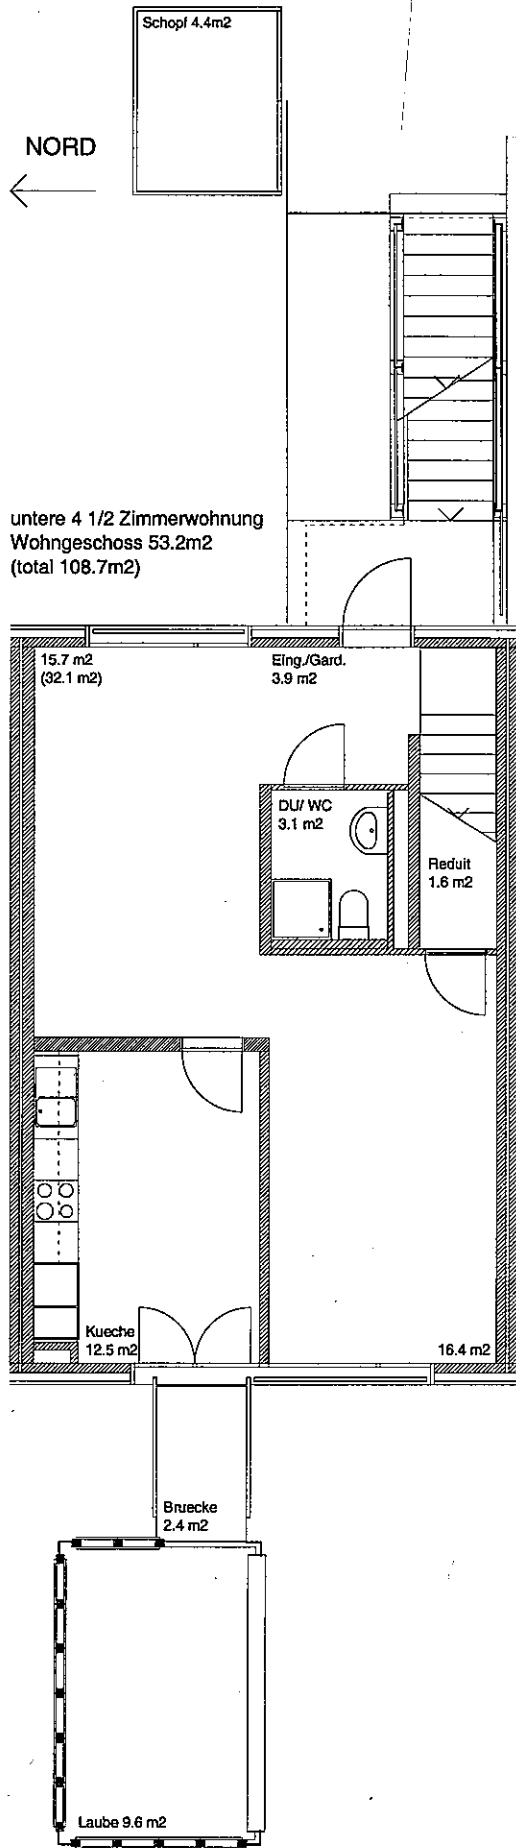 Schopf 4.4m2
NORD
untere 4 1/2 Zimmerwohnung
Wohngeschoss 53.2m2
(total 108.7m2)
15.7 m2
(32.1 m2)
Eing./Gard.
3.9 m2
DU/ WC
3.1 m2
Reduit
1.6 m2
Kueche
12.5 m2
16.4 m2
Bruecke
2.4 m2
Laube 9.6 m2